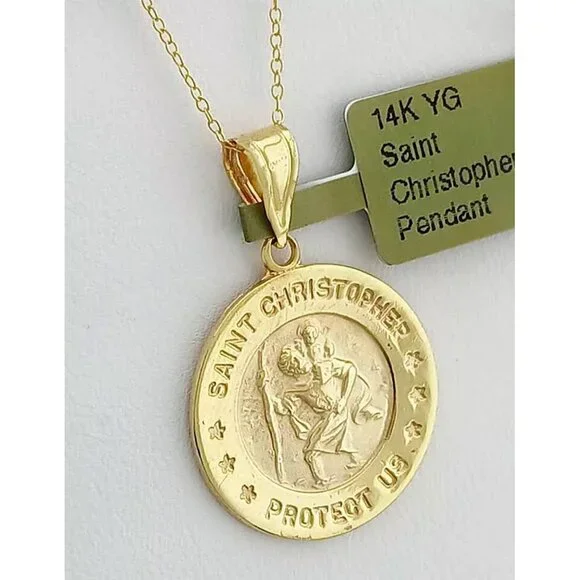 14K YG
Saint
Christopher
Pendant
SAINT CHRISTOPHER
PROTECT US